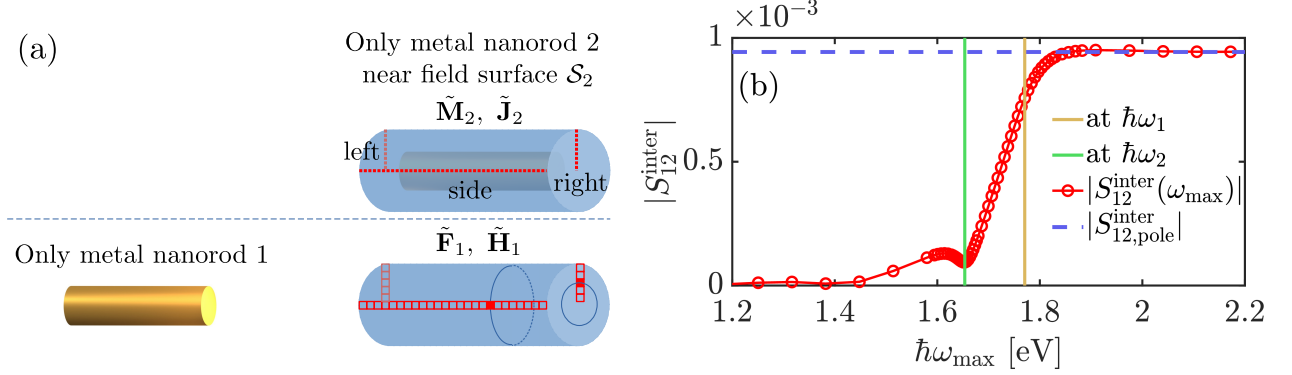 (a)
Only metal nanorod 2
near field surface 𝒮₂
M̃₂, J̃₂
left
side
right
Only metal nanorod 1
F̃₁, H̃₁
×10⁻³
(b)
1
0.5
0
|S₁₂^inter|
at ℏω₁
at ℏω₂
|S₁₂^inter(ω_max)|
|S₁₂,pole^inter|
1.2 1.4 1.6 1.8 2 2.2
ℏω_max [eV]